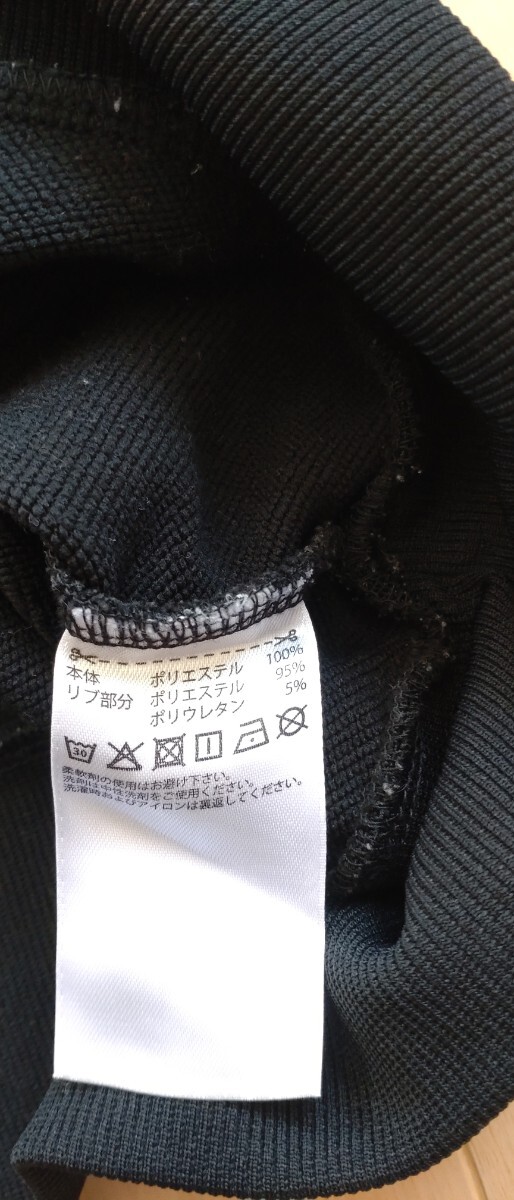 本体 ポリエステル 100%
リブ部分 ポリエステル 95%
ポリウレタン 5%
30
柔軟剤の使用はお避け下さい。
洗剤は中性洗剤をご使用ください。
洗濯時およびアイロンは裏返してください。